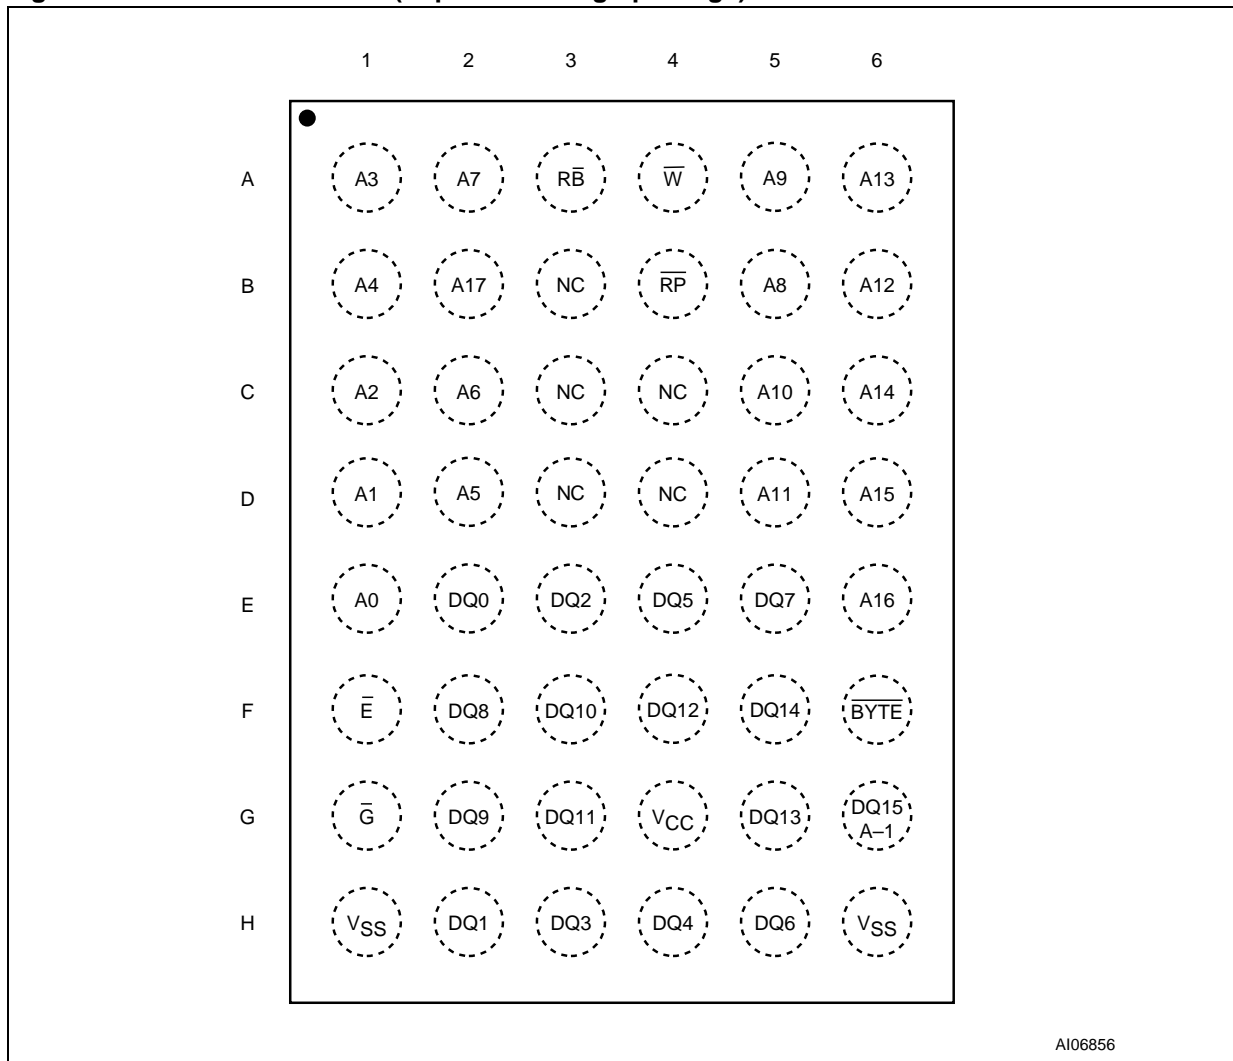 1 2 3 4 5 6
A A3 A7 RB̅ W̅ A9 A13
B A4 A17 NC R̅P̅ A8 A12
C A2 A6 NC NC A10 A14
D A1 A5 NC NC A11 A15
E A0 DQ0 DQ2 DQ5 DQ7 A16
F E̅ DQ8 DQ10 DQ12 DQ14 B̅Y̅T̅E̅
G G̅ DQ9 DQ11 VCC DQ13 DQ15 A–1
H VSS DQ1 DQ3 DQ4 DQ6 VSS
AI06856